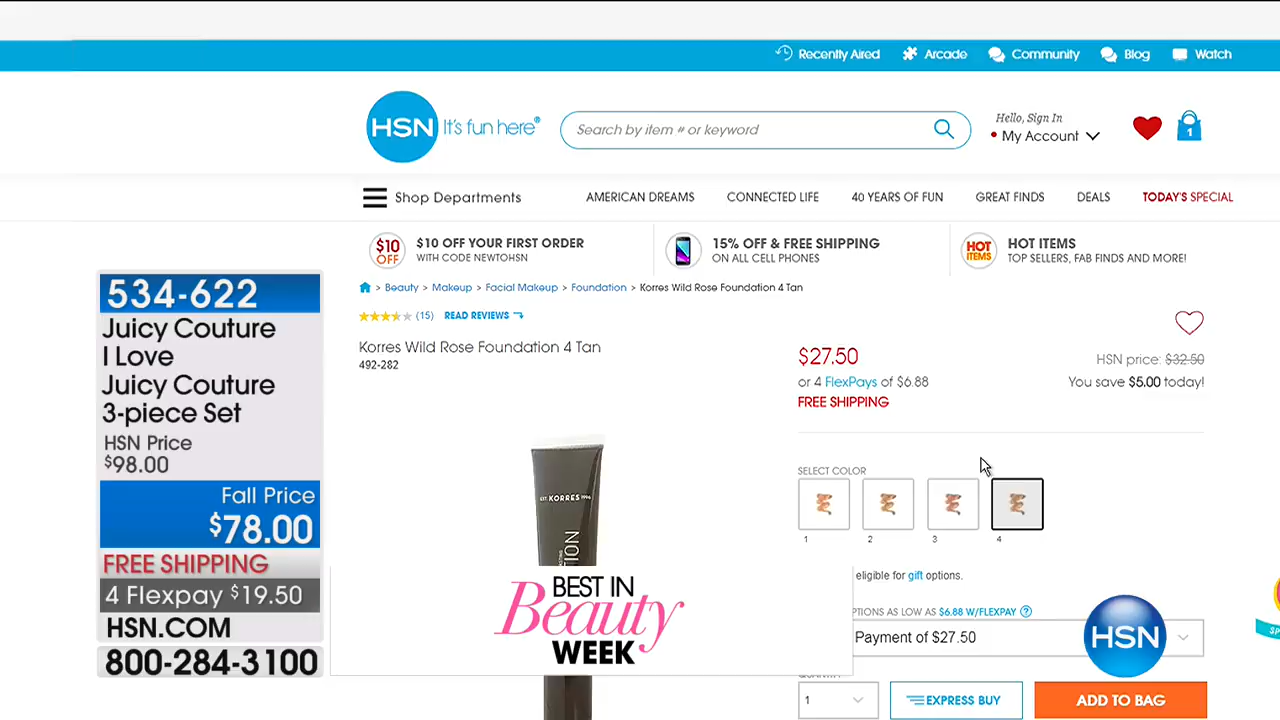 Recently Aired
Arcade
Community
Blog
Watch
HSN It's fun here®
Search by item # or keyword
Hello, Sign In
My Account
1
Shop Departments
AMERICAN DREAMS
CONNECTED LIFE
40 YEARS OF FUN
GREAT FINDS
DEALS
TODAY'S SPECIAL
$10 OFF
$10 OFF YOUR FIRST ORDER
WITH CODE NEWTOHSN
15% OFF & FREE SHIPPING
ON ALL CELL PHONES
HOT ITEMS
HOT ITEMS
TOP SELLERS, FAB FINDS AND MORE!
> Beauty > Makeup > Facial Makeup > Foundation > Korres Wild Rose Foundation 4 Tan
(15) READ REVIEWS
Korres Wild Rose Foundation 4 Tan
492-282
$27.50
HSN price: $32.50
or 4 FlexPays of $6.88
You save $5.00 today!
FREE SHIPPING
SELECT COLOR
1
2
3
4
eligible for gift options.
PTIONS AS LOW AS $6.88 W/FLEXPAY ?
Payment of $27.50
1
EXPRESS BUY
ADD TO BAG
EST. KORRES 1996
534-622
Juicy Couture
I Love
Juicy Couture
3-piece Set
HSN Price
$98.00
Fall Price
$78.00
FREE SHIPPING
4 Flexpay $19.50
HSN.COM
800-284-3100
BEST IN
Beauty
WEEK
HSN